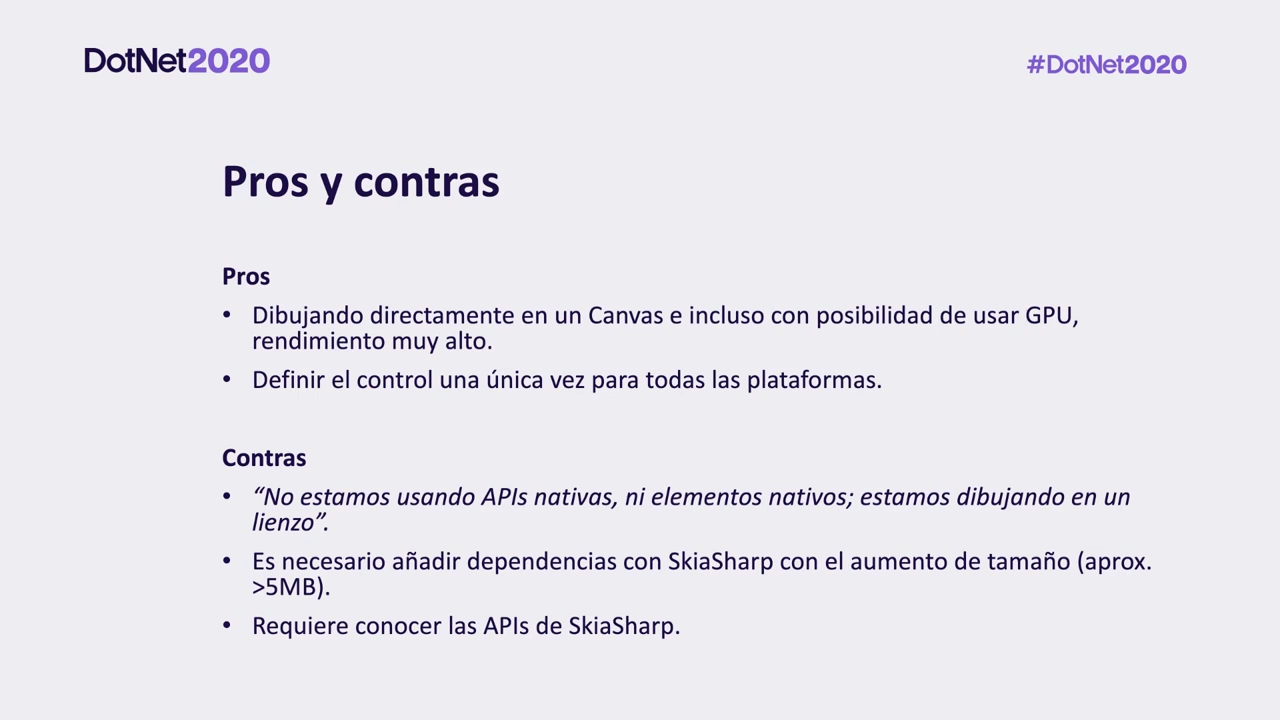 DotNet2020
#DotNet2020
Pros y contras
Pros
• Dibujando directamente en un Canvas e incluso con posibilidad de usar GPU,
rendimiento muy alto.
• Definir el control una única vez para todas las plataformas.
Contras
• “No estamos usando APIs nativas, ni elementos nativos; estamos dibujando en un
lienzo”.
• Es necesario añadir dependencias con SkiaSharp con el aumento de tamaño (aprox.
>5MB).
• Requiere conocer las APIs de SkiaSharp.